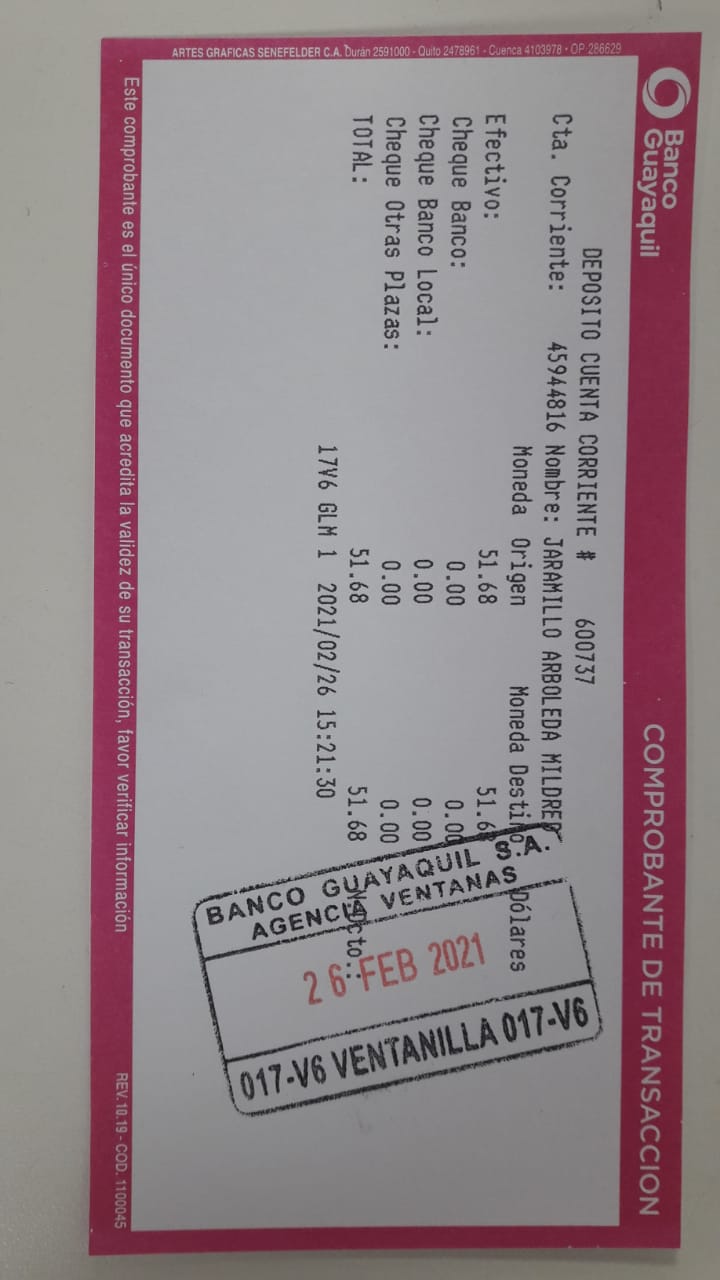 Banco
Guayaquil
COMPROBANTE DE TRANSACCION
DEPOSITO CUENTA CORRIENTE # 600737
Cta. Corriente: 45944816 Nombre: JARAMILLO ARBOLEDA MILDRED
Moneda Origen Moneda Destino Dólares
Efectivo: 51.68 51.68
Cheque Banco: 0.00 0.00
Cheque Banco Local: 0.00 0.00
Cheque Otras Plazas: 0.00 0.00
TOTAL: 51.68 51.68
17V6 GLM 1 2021/02/26 15:21:30
BANCO GUAYAQUIL S.A.
AGENCIA VENTANAS
26 FEB 2021
017-V6 VENTANILLA 017-V6
ARTES GRAFICAS SENEFELDER C.A. Durán 2591000 - Quito 2478961 - Cuenca 4103978 • OP 286629
Este comprobante es el único documento que acredita la validez de su transacción, favor verificar información
REV. 10.19 - COD. 1100045